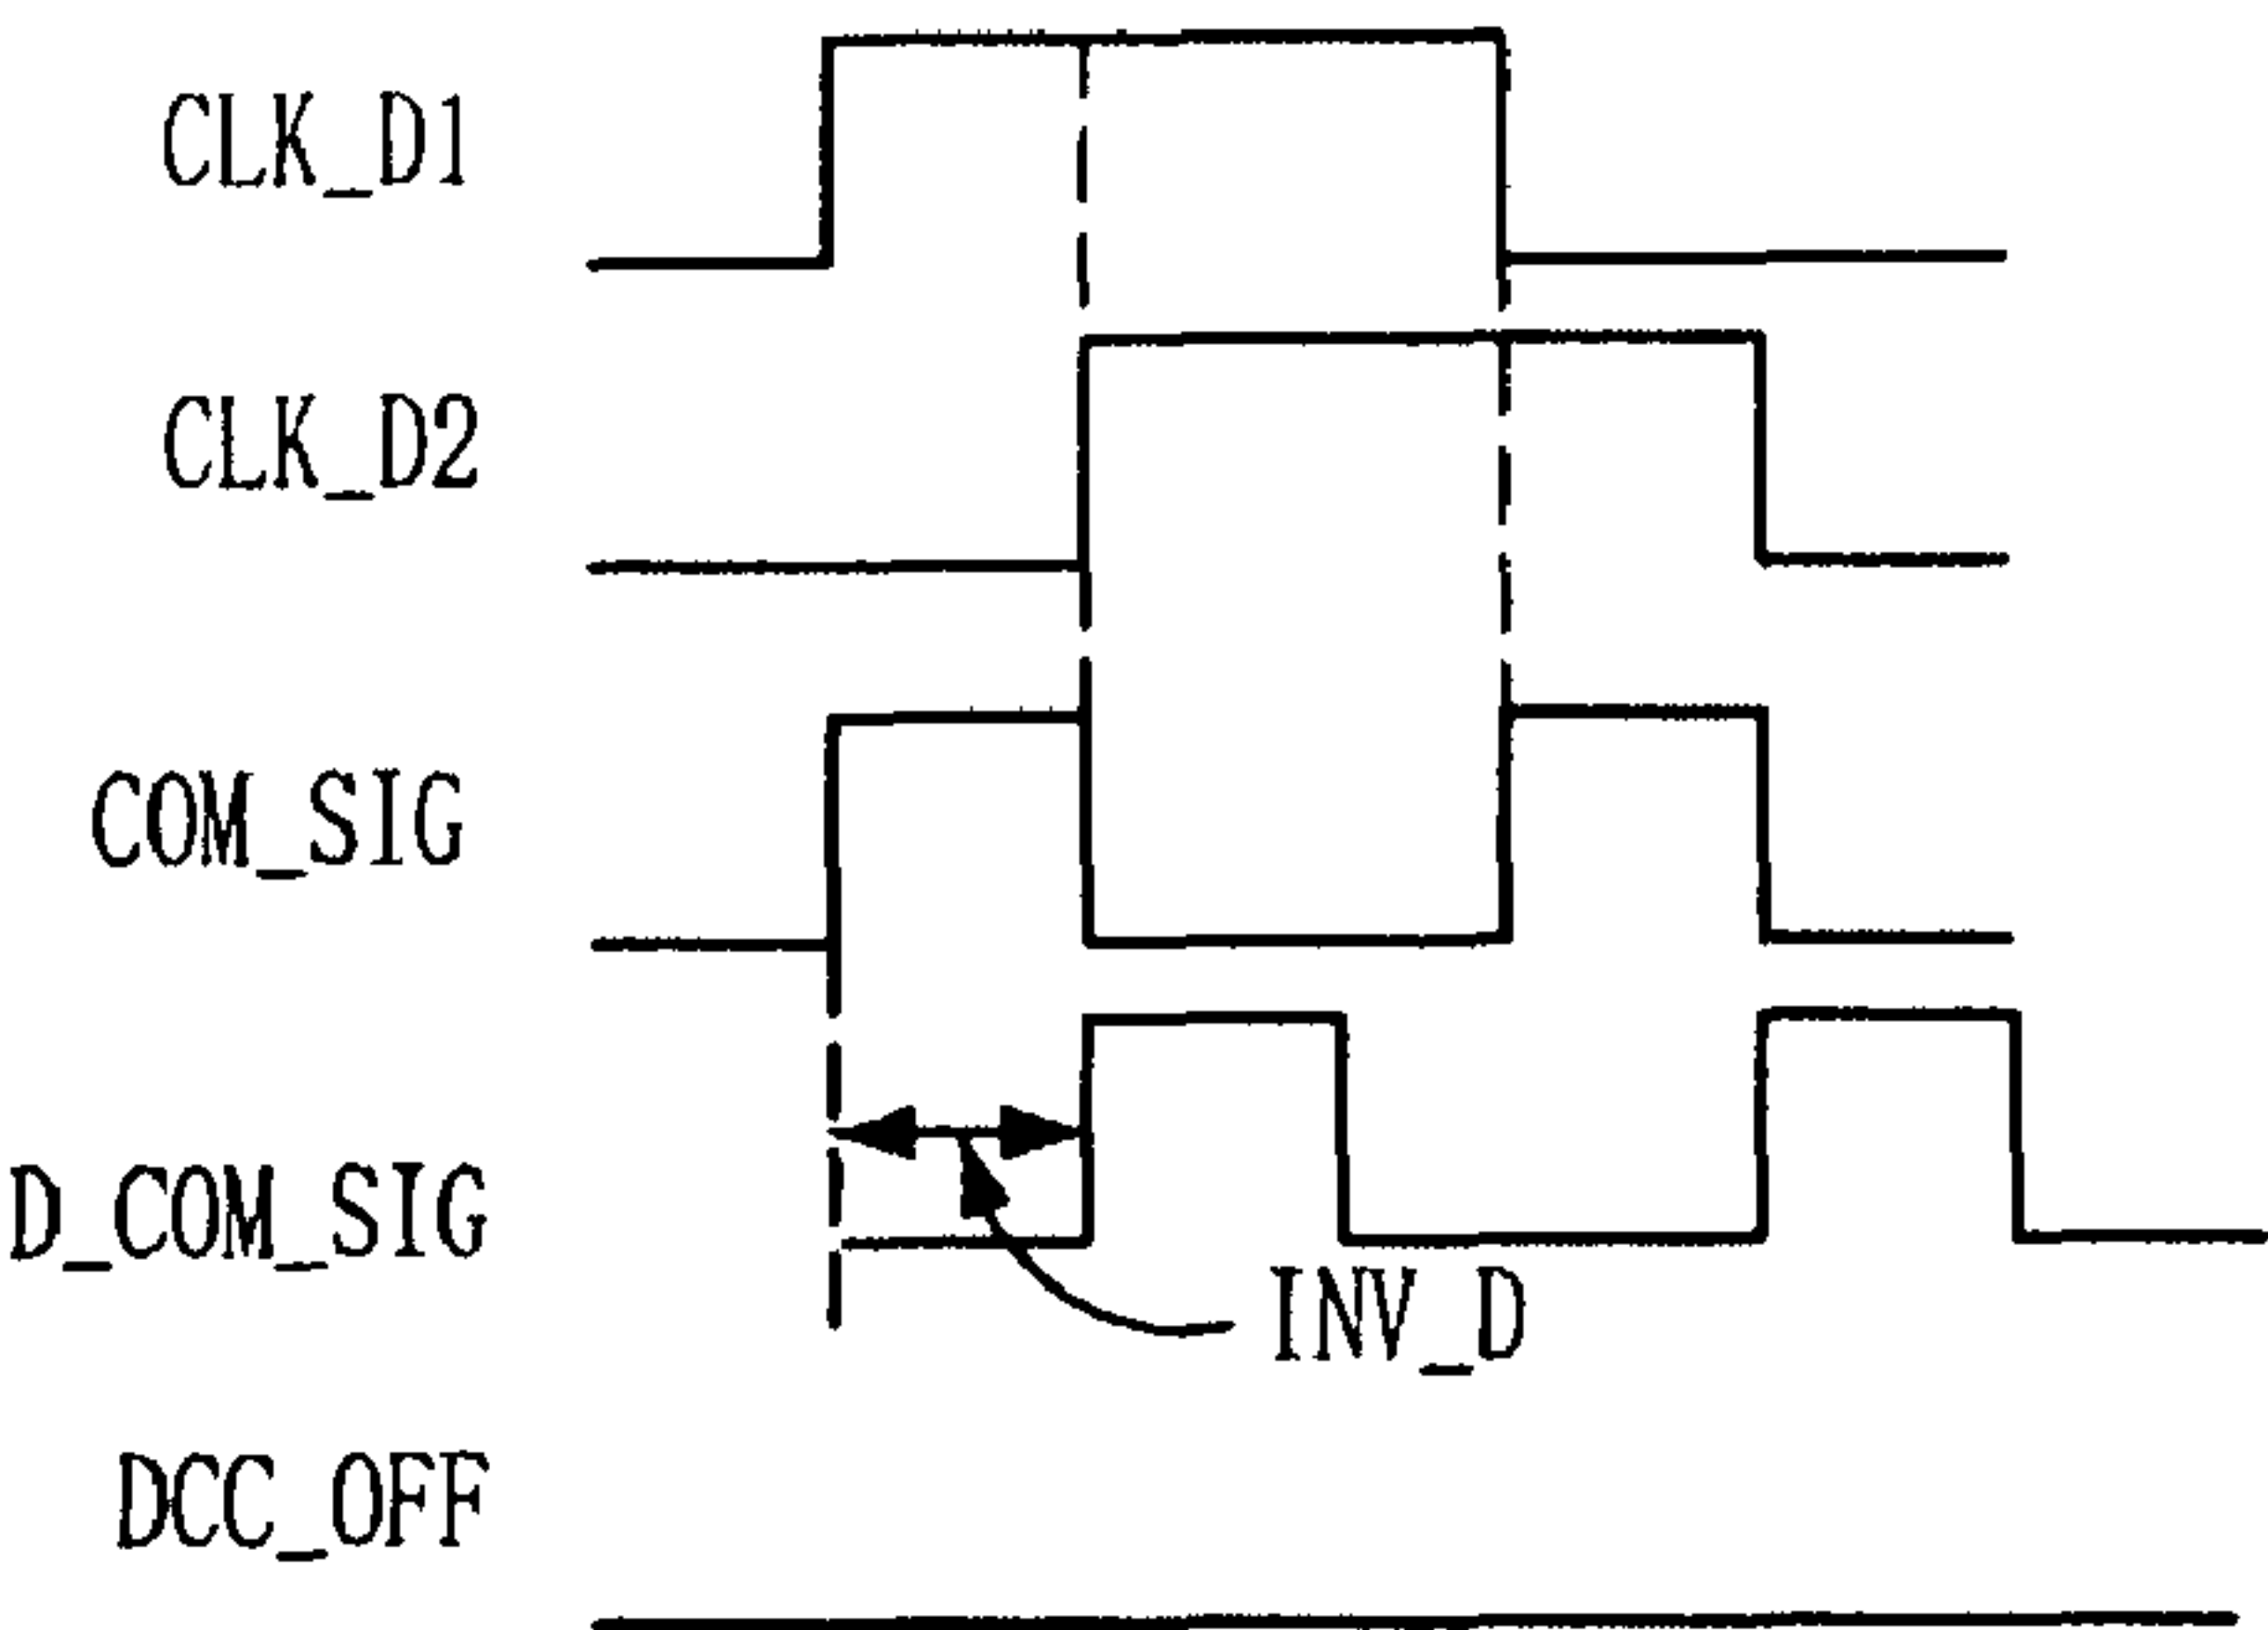 CLK_D1
CLK_D2
COM_SIG
D_COM_SIG
INV_D
DCC_OFF